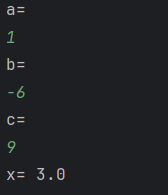 a=
1
b=
-6
c=
9
x= 3.0